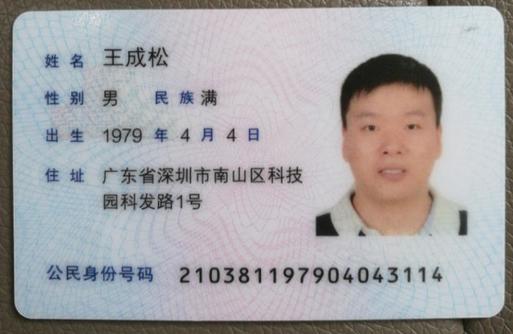 姓名 王成松
性别 男 民族 满
出生 1979 年 4 月 4 日
住址 广东省深圳市南山区科技
园科发路1号
公民身份号码 210381197904043114